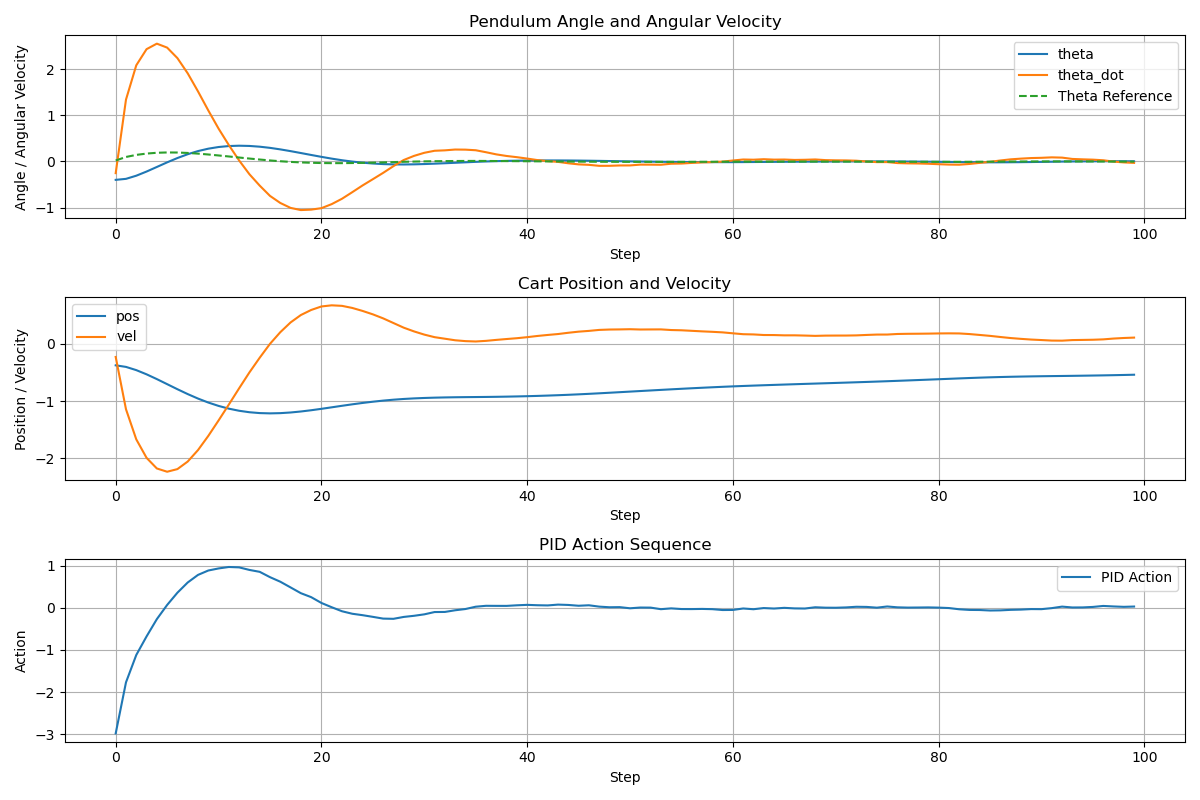 Pendulum Angle and Angular Velocity
Angle / Angular Velocity
2
1
0
−1
theta
theta_dot
Theta Reference
0 20 40 60 80 100
Step
Cart Position and Velocity
Position / Velocity
0
−1
−2
pos
vel
0 20 40 60 80 100
Step
PID Action Sequence
Action
1
0
−1
−2
−3
PID Action
0 20 40 60 80 100
Step